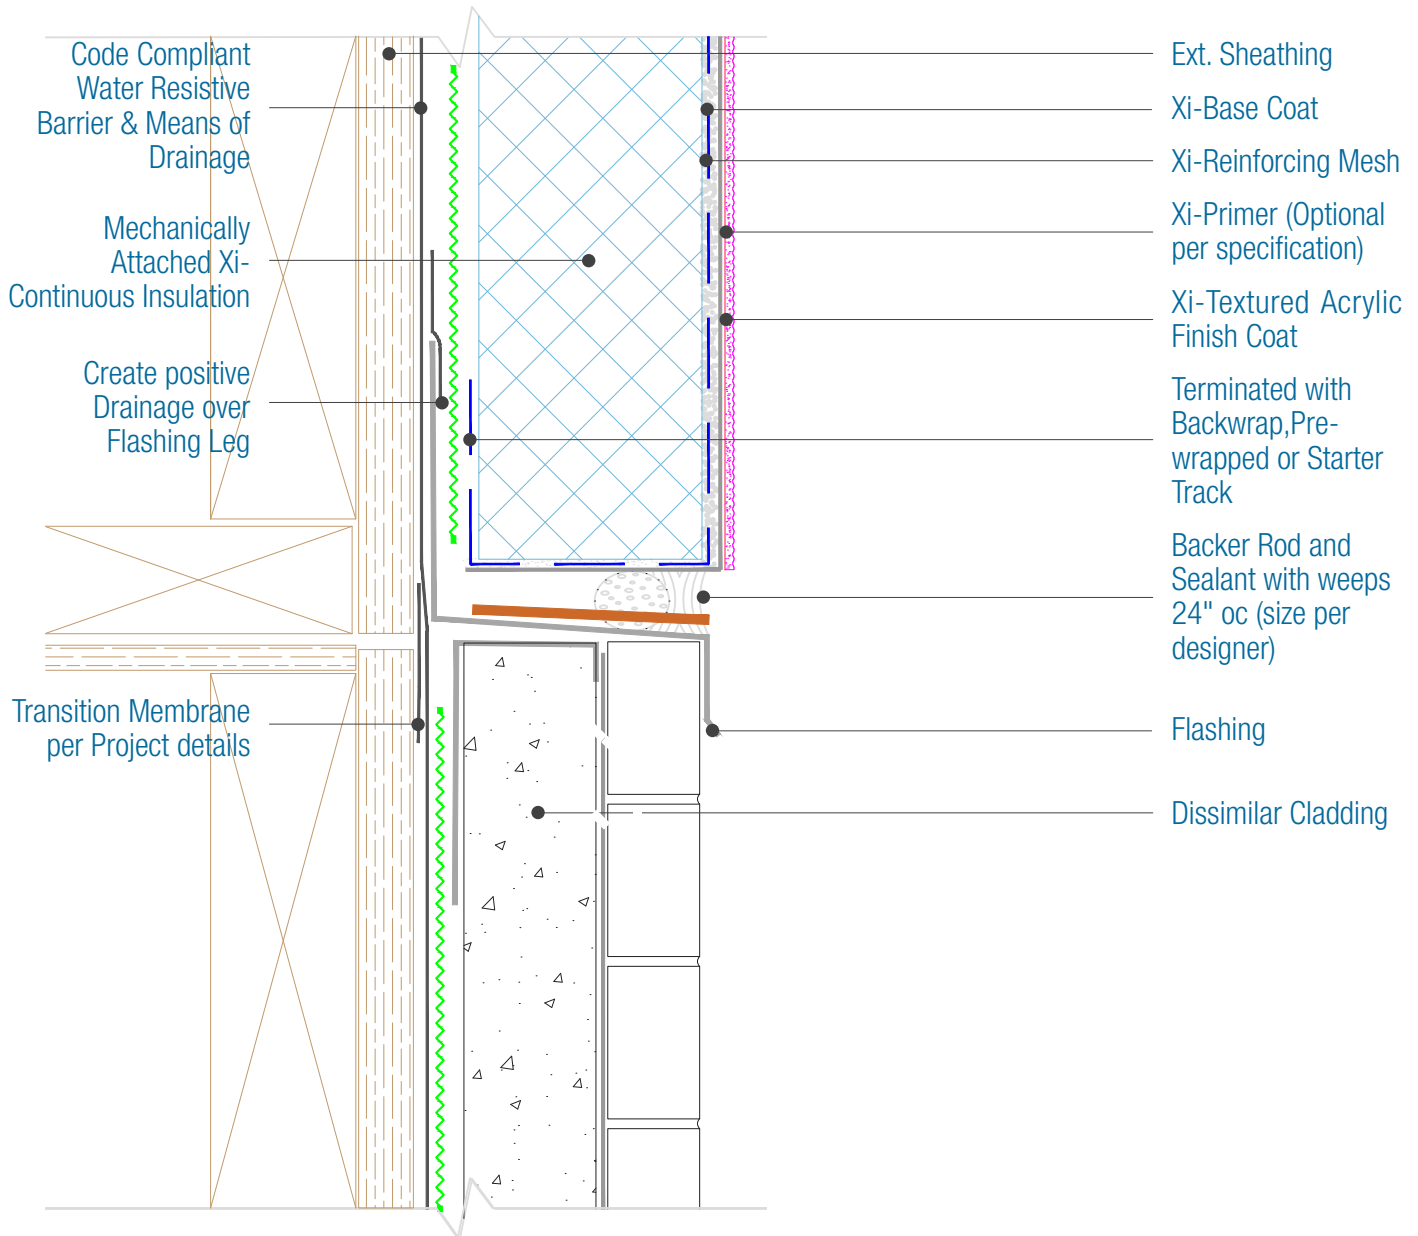 Code Compliant
Water Resistive
Barrier & Means of
Drainage
Mechanically
Attached Xi-
Continuous Insulation
Create positive
Drainage over
Flashing Leg
Transition Membrane
per Project details
Ext. Sheathing
Xi-Base Coat
Xi-Reinforcing Mesh
Xi-Primer (Optional
per specification)
Xi-Textured Acrylic
Finish Coat
Terminated with
Backwrap,Pre-
wrapped or Starter
Track
Backer Rod and
Sealant with weeps
24" oc (size per
designer)
Flashing
Dissimilar Cladding